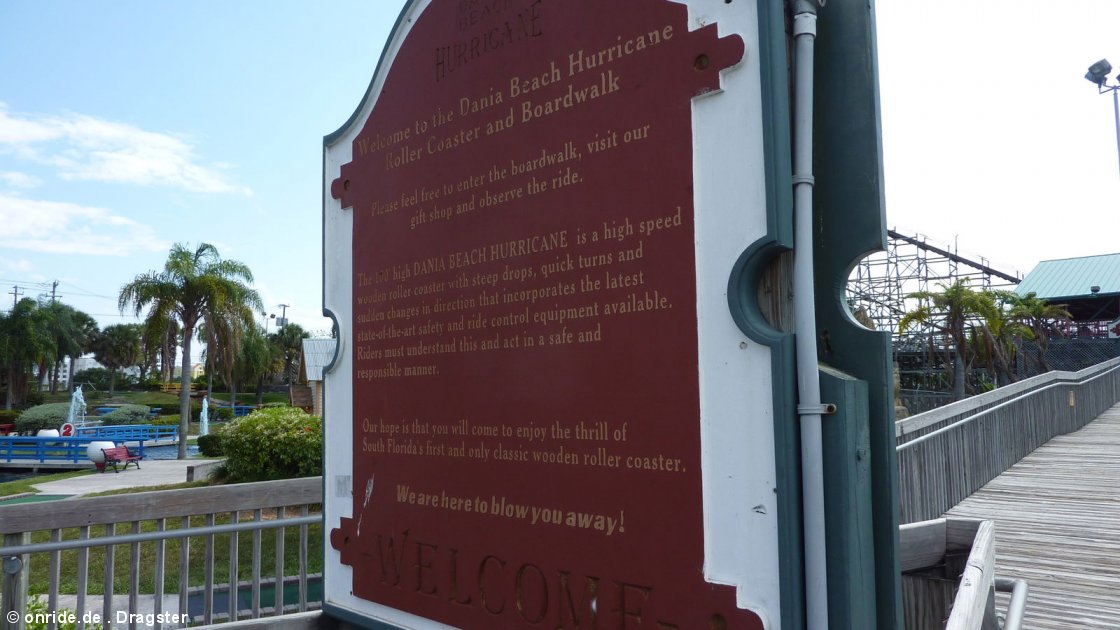 BEACH
HURRICANE
Welcome to the Dania Beach Hurricane
Roller Coaster and Boardwalk
Please feel free to enter the boardwalk, visit our
gift shop and observe the ride.
The 100' high DANIA BEACH HURRICANE is a high speed
wooden roller coaster with steep drops, quick turns and
sudden changes in direction that incorporates the latest
state-of-the-art safety and ride control equipment available.
Riders must understand this and act in a safe and
responsible manner.
Our hope is that you will come to enjoy the thrill of
South Florida's first and only classic wooden roller coaster.
We are here to blow you away!
WELCOME
2
© onride.de . Dragster